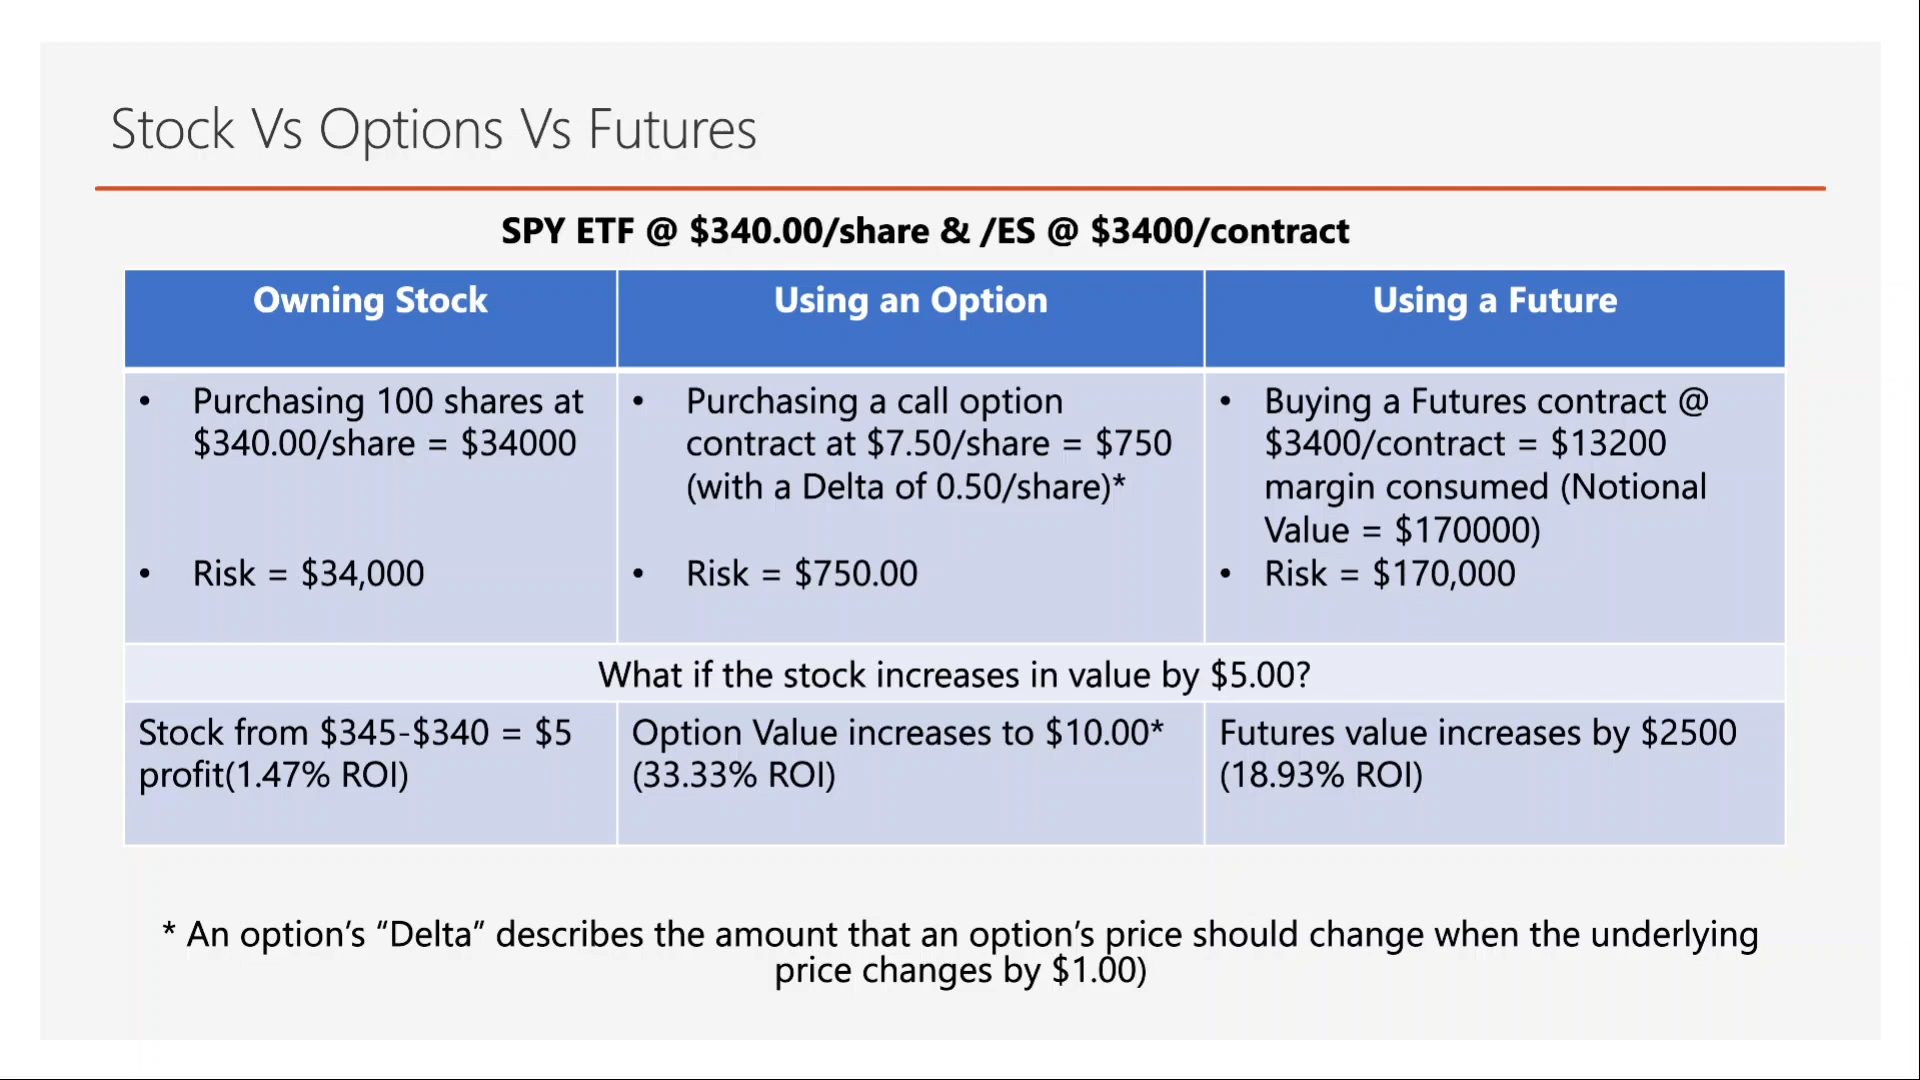 Stock Vs Options Vs Futures
SPY ETF @ $340.00/share & /ES @ $3400/contract
Owning Stock
Using an Option
Using a Future
• Purchasing 100 shares at
$340.00/share = $34000
• Risk = $34,000
• Purchasing a call option
contract at $7.50/share = $750
(with a Delta of 0.50/share)*
• Risk = $750.00
• Buying a Futures contract @
$3400/contract = $13200
margin consumed (Notional
Value = $170000)
• Risk = $170,000
What if the stock increases in value by $5.00?
Stock from $345-$340 = $5
profit(1.47% ROI)
Option Value increases to $10.00*
(33.33% ROI)
Futures value increases by $2500
(18.93% ROI)
* An option’s “Delta” describes the amount that an option’s price should change when the underlying
price changes by $1.00)